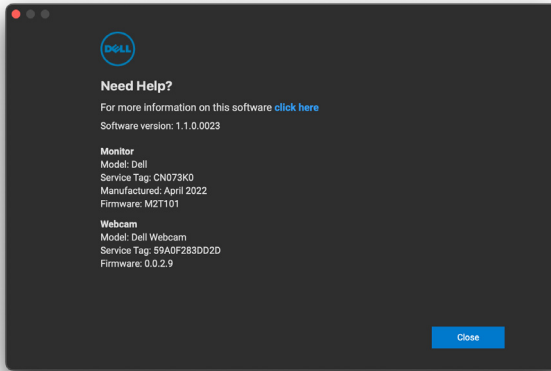 DELL
Need Help?
For more information on this software click here
Software version: 1.1.0.0023
Monitor
Model: Dell
Service Tag: CN073K0
Manufactured: April 2022
Firmware: M2T101
Webcam
Model: Dell Webcam
Service Tag: 59A0F283DD2D
Firmware: 0.0.2.9
Close